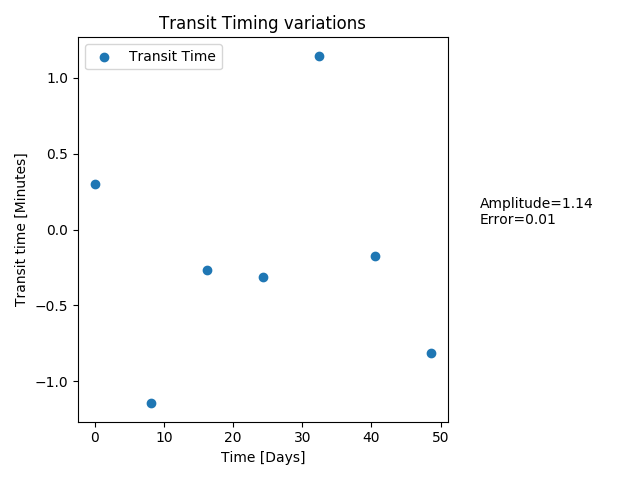 Transit Timing variations
Transit Time
1.0
0.5
0.0
−0.5
−1.0
Transit time [Minutes]
Amplitude=1.14
Error=0.01
0 10 20 30 40 50
Time [Days]